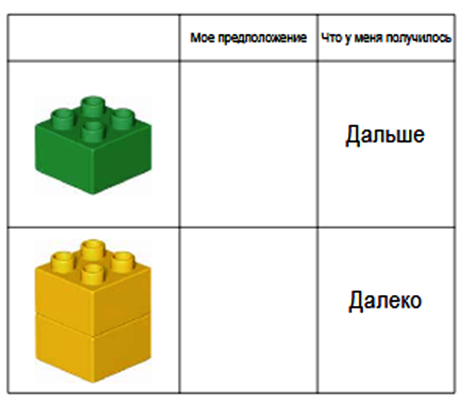 Мое предположение
Что у меня получилось
Дальше
Далеко